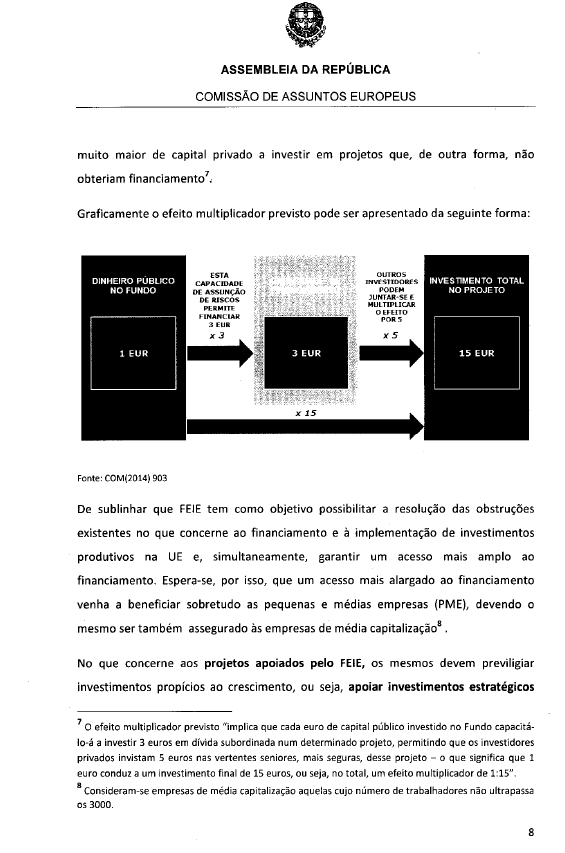 ASSEMBLEIA DA REPÚBLICA
COMISSÃO DE ASSUNTOS EUROPEUS
muito maior de capital privado a investir em projetos que, de outra forma, não
obteriam financiamento⁷.
Graficamente o efeito multiplicador previsto pode ser apresentado da seguinte forma:
DINHEIRO PÚBLICO
NO FUNDO
1 EUR
ESTA
CAPACIDADE
DE ASSUNÇÃO
DE RISCOS
PERMITE
FINANCIAR
3 EUR
x 3
3 EUR
OUTROS
INVESTIDORES
PODEM
JUNTAR-SE E
MULTIPLICAR
O EFEITO
POR 5
x 5
INVESTIMENTO TOTAL
NO PROJETO
15 EUR
x 15
Fonte: COM(2014) 903
De sublinhar que FEIE tem como objetivo possibilitar a resolução das obstruções
existentes no que concerne ao financiamento e à implementação de investimentos
produtivos na UE e, simultaneamente, garantir um acesso mais amplo ao
financiamento. Espera-se, por isso, que um acesso mais alargado ao financiamento
venha a beneficiar sobretudo as pequenas e médias empresas (PME), devendo o
mesmo ser também assegurado às empresas de média capitalização⁸ .
No que concerne aos projetos apoiados pelo FEIE, os mesmos devem previligiar
investimentos propícios ao crescimento, ou seja, apoiar investimentos estratégicos
⁷ O efeito multiplicador previsto "implica que cada euro de capital público investido no Fundo capacitá-
lo-á a investir 3 euros em dívida subordinada num determinado projeto, permitindo que os investidores
privados invistam 5 euros nas vertentes seniores, mais seguras, desse projeto – o que significa que 1
euro conduz a um investimento final de 15 euros, ou seja, no total, um efeito multiplicador de 1:15".
⁸ Consideram-se empresas de média capitalização aquelas cujo número de trabalhadores não ultrapassa
os 3000.
8